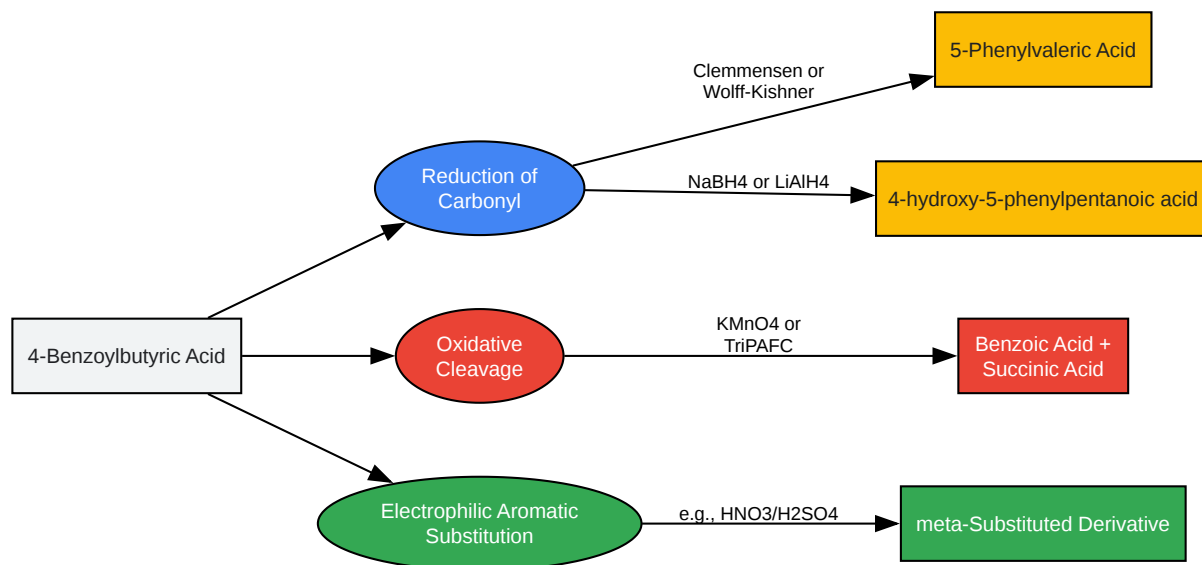 5-Phenylvaleric Acid
Clemmensen or
Wolff-Kishner
Reduction of
Carbonyl
NaBH4 or LiAlH4
4-hydroxy-5-phenylpentanoic acid
4-Benzoylbutyric Acid
Oxidative
Cleavage
KMnO4 or
TriPAFC
Benzoic Acid +
Succinic Acid
Electrophilic Aromatic
Substitution
e.g., HNO3/H2SO4
meta-Substituted Derivative